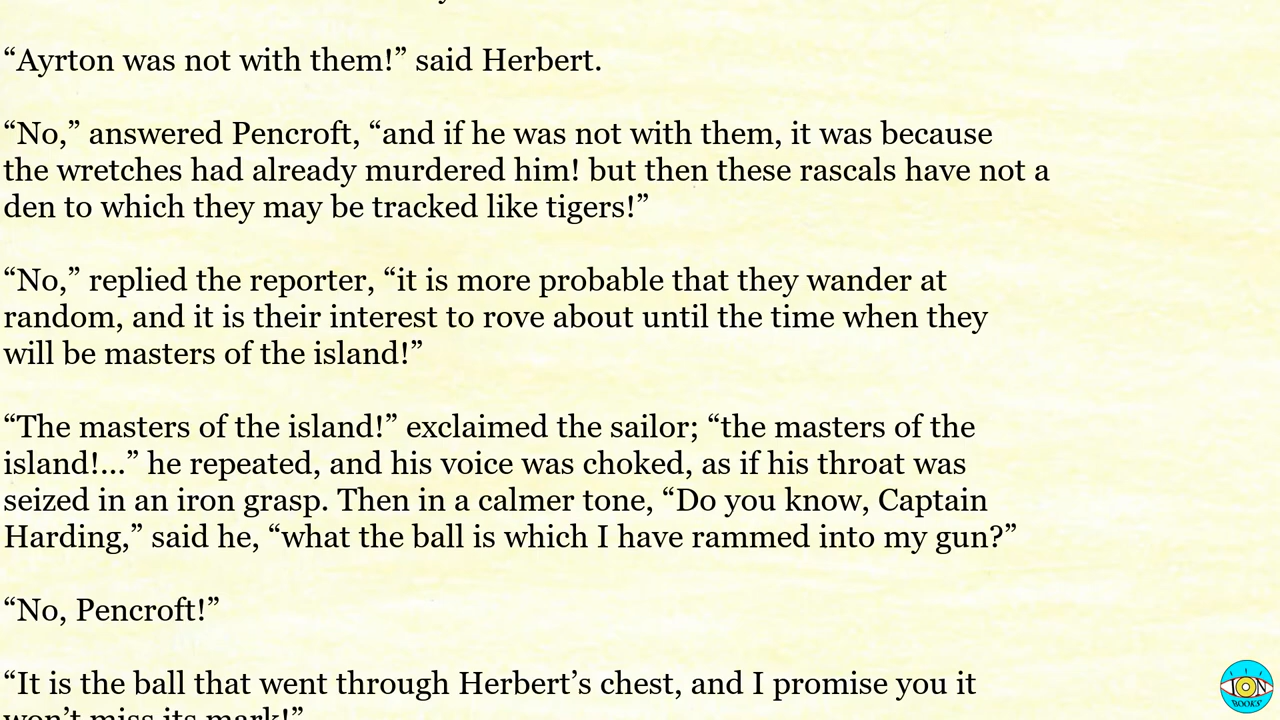 “Ayrton was not with them!” said Herbert.
“No,” answered Pencroft, “and if he was not with them, it was because
the wretches had already murdered him! but then these rascals have not a
den to which they may be tracked like tigers!”
“No,” replied the reporter, “it is more probable that they wander at
random, and it is their interest to rove about until the time when they
will be masters of the island!”
“The masters of the island!” exclaimed the sailor; “the masters of the
island!...” he repeated, and his voice was choked, as if his throat was
seized in an iron grasp. Then in a calmer tone, “Do you know, Captain
Harding,” said he, “what the ball is which I have rammed into my gun?”
“No, Pencroft!”
“It is the ball that went through Herbert’s chest, and I promise you it
won’t miss its mark!”
ION
BOOKS